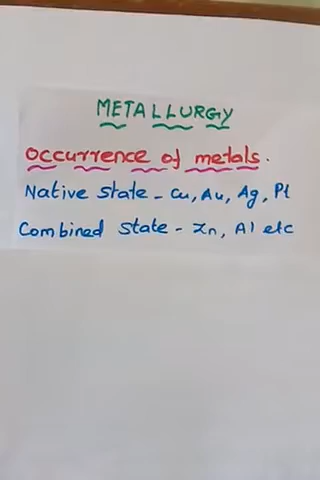 METALLURGY
Occurrence of metals.
Native state - Cu, Au, Ag, Pt
Combined state - Zn, Al etc